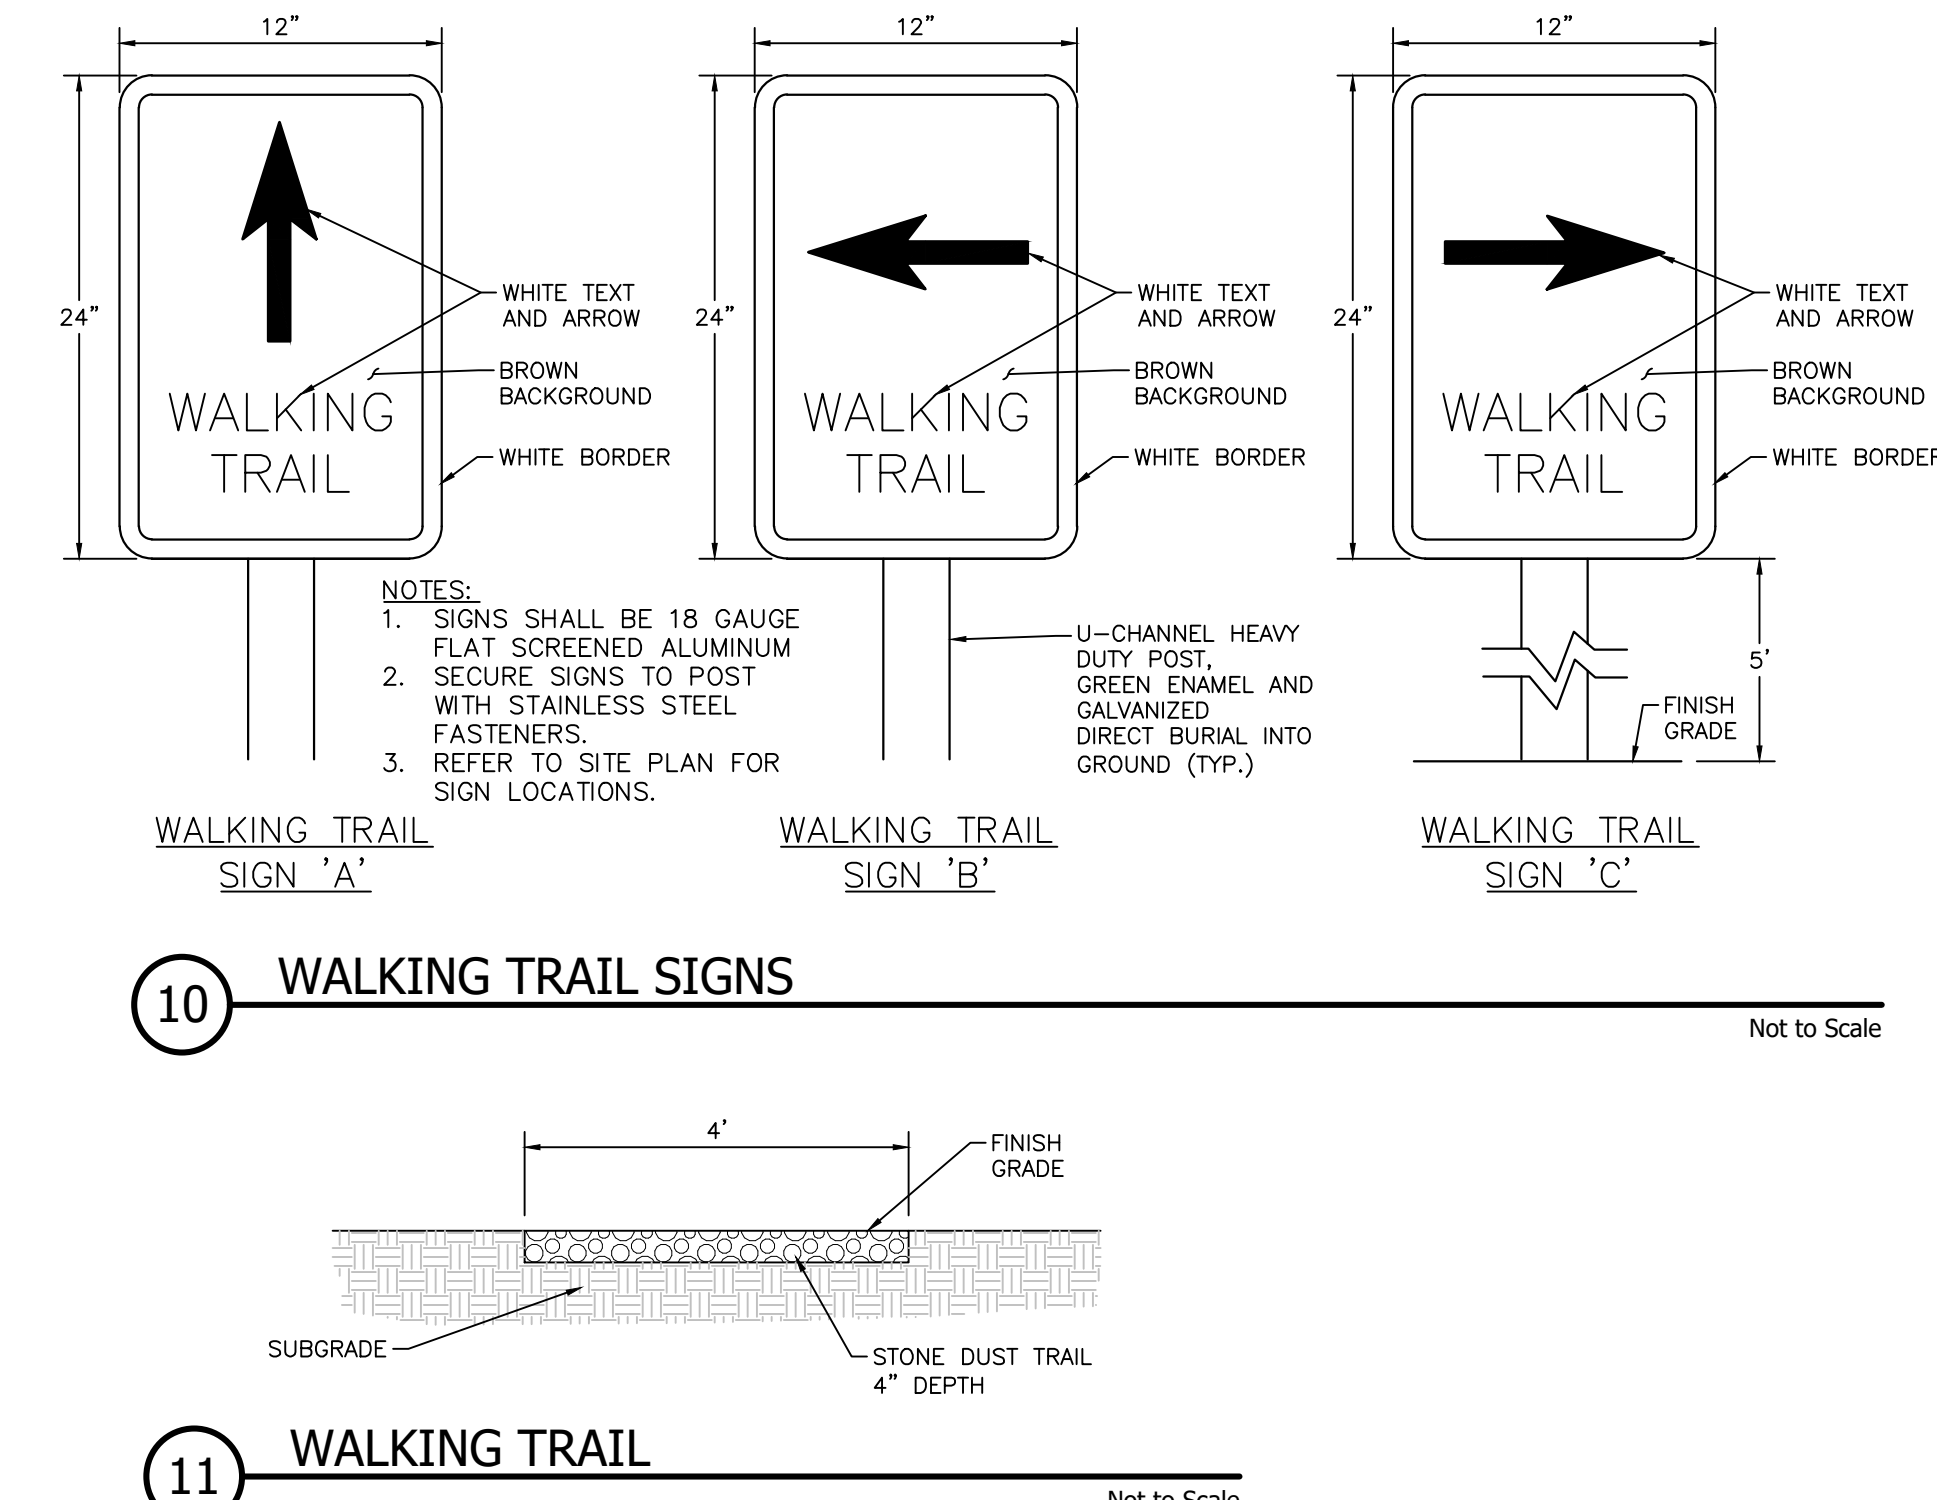 12”
24”
WALKING
TRAIL
WHITE TEXT
AND ARROW
BROWN
BACKGROUND
WHITE BORDER
12”
24”
WALKING
TRAIL
WHITE TEXT
AND ARROW
BROWN
BACKGROUND
WHITE BORDER
12”
24”
WALKING
TRAIL
WHITE TEXT
AND ARROW
BROWN
BACKGROUND
WHITE BORDER
NOTES:
1. SIGNS SHALL BE 18 GAUGE
FLAT SCREENED ALUMINUM
2. SECURE SIGNS TO POST
WITH STAINLESS STEEL
FASTENERS.
3. REFER TO SITE PLAN FOR
SIGN LOCATIONS.
U-CHANNEL HEAVY
DUTY POST,
GREEN ENAMEL AND
GALVANIZED
DIRECT BURIAL INTO
GROUND (TYP.)
5’
FINISH
GRADE
WALKING TRAIL
SIGN ’A’
WALKING TRAIL
SIGN ’B’
WALKING TRAIL
SIGN ’C’
10 WALKING TRAIL SIGNS
Not to Scale
4’
FINISH
GRADE
SUBGRADE
STONE DUST TRAIL
4” DEPTH
11 WALKING TRAIL
Not to Scale